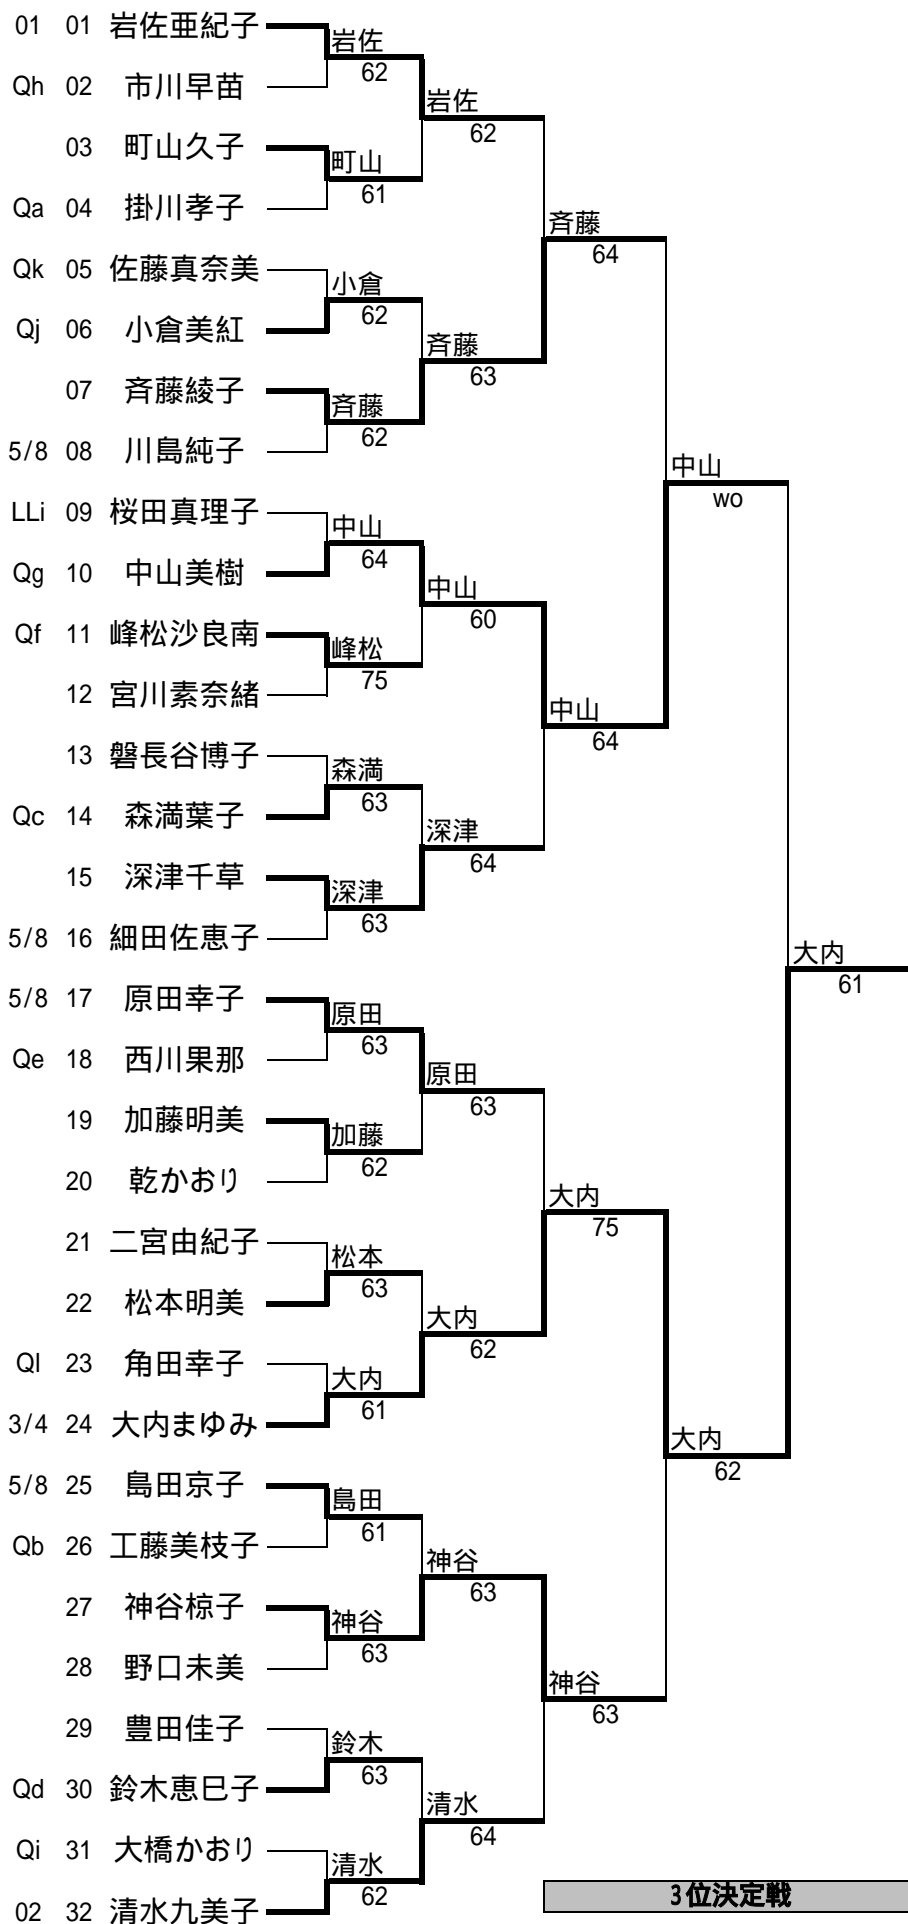 01 01 岩佐亜紀子
Qh 02 市川早苗
03 町山久子
Qa 04 掛川孝子
Qk 05 佐藤真奈美
Qj 06 小倉美紅
07 斉藤綾子
5/8 08 川島純子
LLi 09 桜田真理子
Qg 10 中山美樹
Qf 11 峰松沙良南
12 宮川素奈緒
13 磐長谷博子
Qc 14 森満葉子
15 深津千草
5/8 16 細田佐恵子
5/8 17 原田幸子
Qe 18 西川果那
19 加藤明美
20 乾かおり
21 二宮由紀子
22 松本明美
Ql 23 角田幸子
3/4 24 大内まゆみ
5/8 25 島田京子
Qb 26 工藤美枝子
27 神谷椋子
28 野口未美
29 豊田佳子
Qd 30 鈴木恵巳子
Qi 31 大橋かおり
02 32 清水九美子
岩佐
62
町山
61
小倉
62
斉藤
62
中山
64
峰松
75
森満
63
深津
63
原田
63
加藤
62
松本
63
大内
61
島田
61
神谷
63
鈴木
63
清水
62
岩佐
62
斉藤
63
中山
60
深津
64
原田
63
大内
62
神谷
63
清水
64
斉藤
64
中山
64
大内
75
神谷
63
中山
wo
大内
62
大内
61
3位決定戦